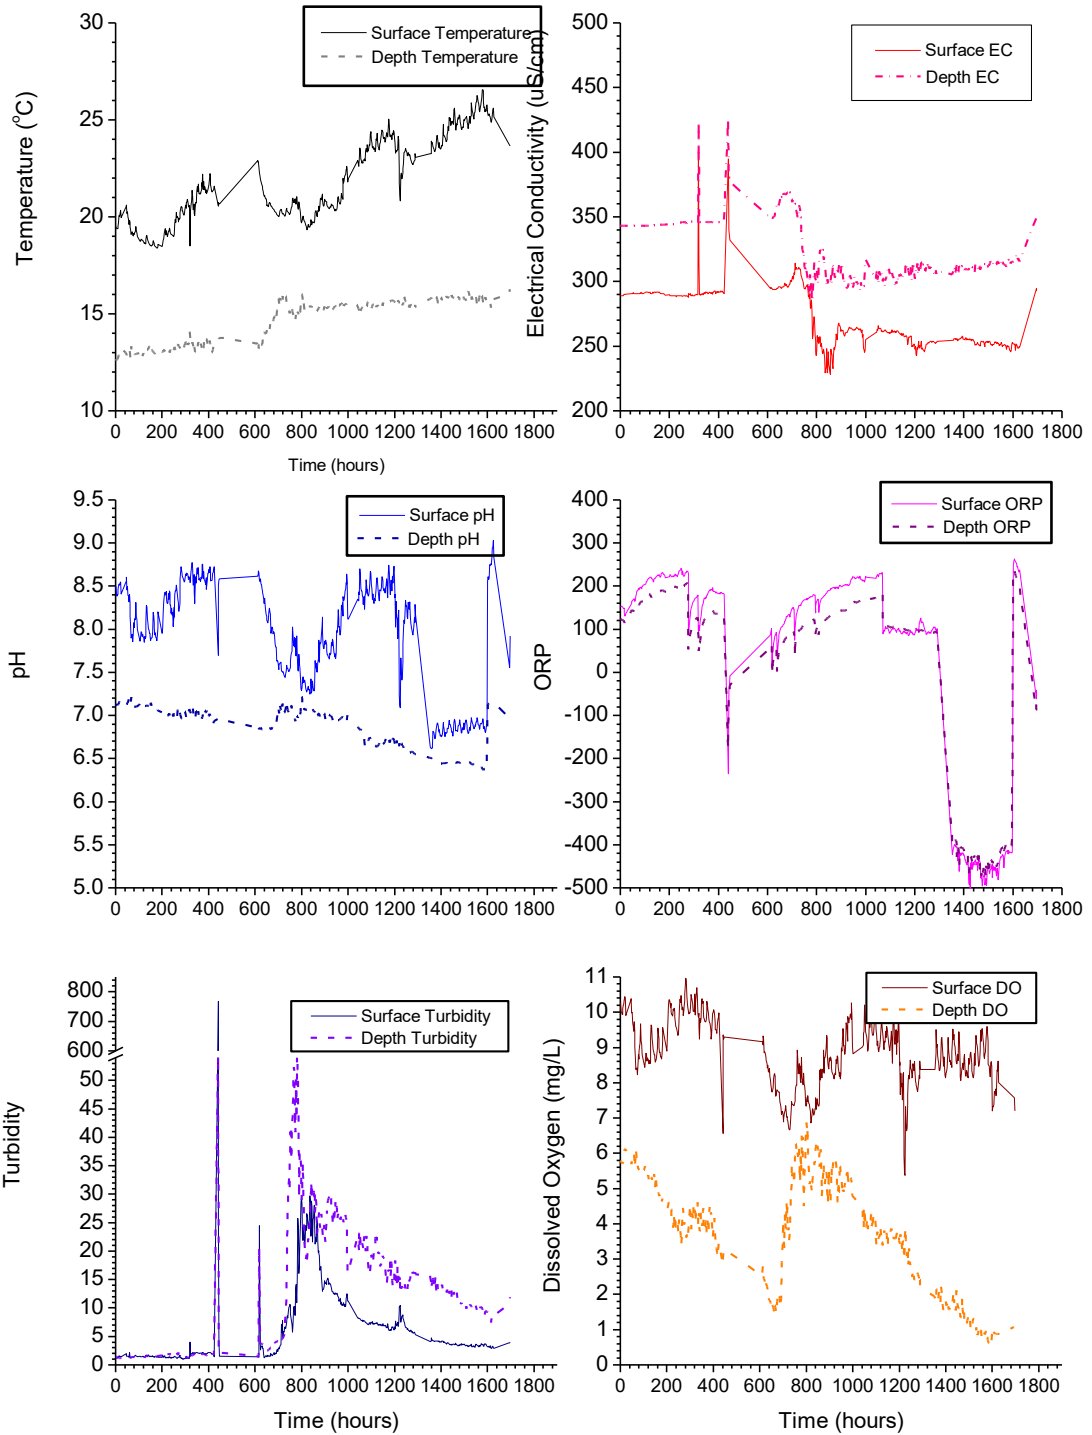 Surface Temperature
Depth Temperature
Temperature (°C)
30
25
20
15
10
0 200 400 600 800 1000 1200 1400 1600 1800
Time (hours)
Surface EC
Depth EC
Electrical Conductivity (uS/cm)
500
450
400
350
300
250
200
0 200 400 600 800 1000 1200 1400 1600 1800
Surface pH
Depth pH
pH
9.5
9.0
8.5
8.0
7.5
7.0
6.5
6.0
5.5
5.0
0 200 400 600 800 1000 1200 1400 1600 1800
Surface ORP
Depth ORP
ORP
400
300
200
100
0
-100
-200
-300
-400
-500
0 200 400 600 800 1000 1200 1400 1600 1800
Surface Turbidity
Depth Turbidity
Turbidity
800
700
600
50
45
40
35
30
25
20
15
10
5
0
0 200 400 600 800 1000 1200 1400 1600 1800
Time (hours)
Surface DO
Depth DO
Dissolved Oxygen (mg/L)
11
10
9
8
7
6
5
4
3
2
1
0
0 200 400 600 800 1000 1200 1400 1600 1800
Time (hours)